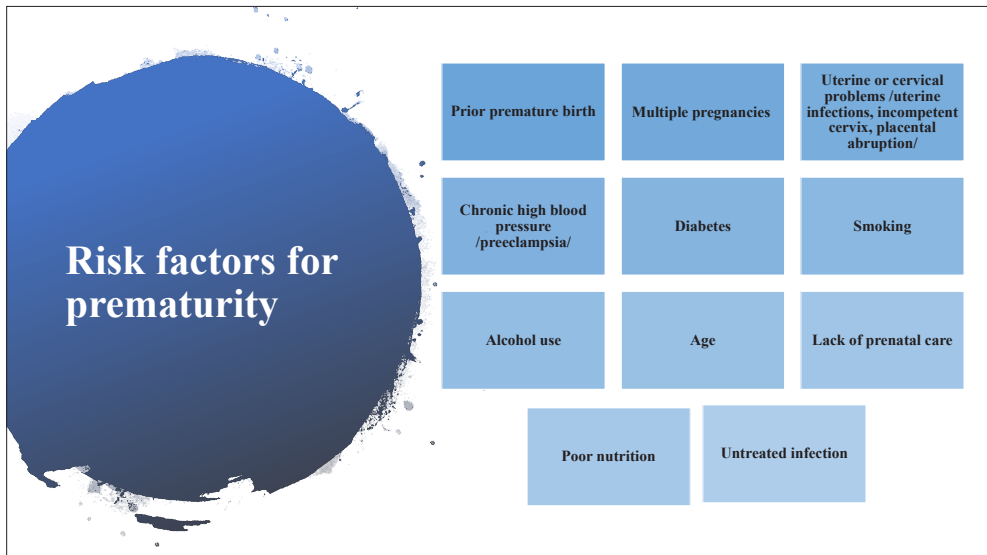 Risk factors for
prematurity
Prior premature birth
Multiple pregnancies
Uterine or cervical
problems /uterine
infections, incompetent
cervix, placental
abruption/
Chronic high blood
pressure
/preeclampsia/
Diabetes
Smoking
Alcohol use
Age
Lack of prenatal care
Poor nutrition
Untreated infection